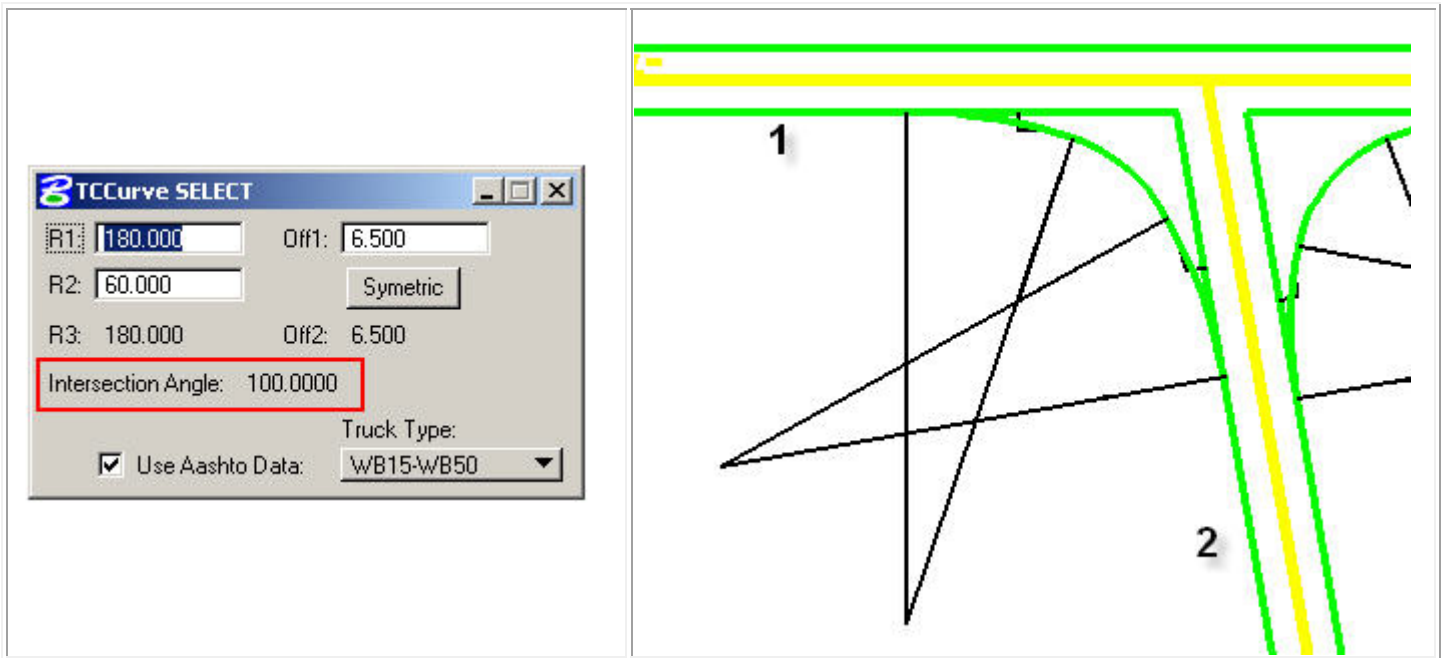 TCCurve SELECT
R1: 180.000 Off1: 6.500
R2: 60.000 Symetric
R3: 180.000 Off2: 6.500
Intersection Angle: 100.0000
Truck Type:
Use Aashto Data: WB15-WB50
1
2